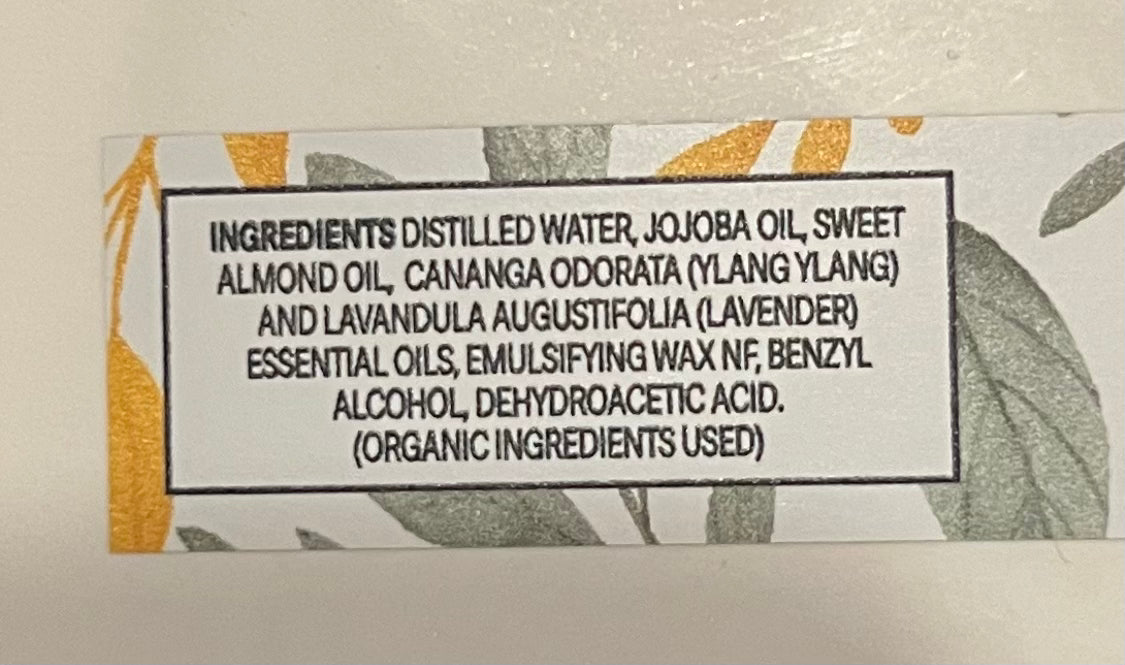 INGREDIENTS DISTILLED WATER, JOJOBA OIL, SWEET
ALMOND OIL, CANANGA ODORATA (YLANG YLANG)
AND LAVANDULA AUGUSTIFOLIA (LAVENDER)
ESSENTIAL OILS, EMULSIFYING WAX NF, BENZYL
ALCOHOL, DEHYDROACETIC ACID.
(ORGANIC INGREDIENTS USED)